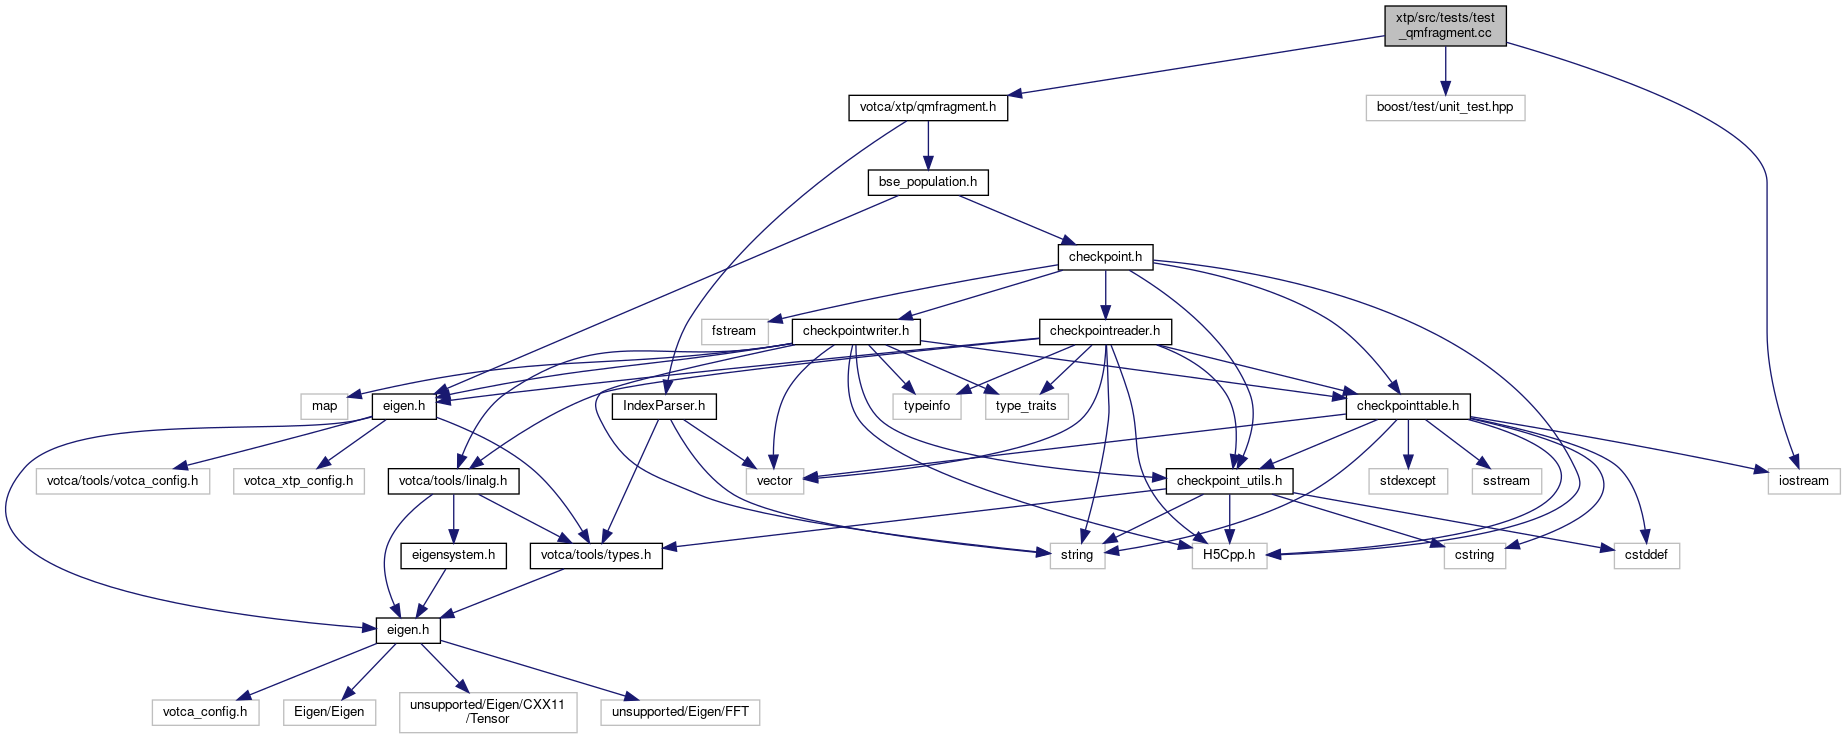 xtp/src/tests/test
_qmfragment.cc
votca/xtp/qmfragment.h
boost/test/unit_test.hpp
bse_population.h
checkpoint.h
fstream
checkpointwriter.h
checkpointreader.h
map
eigen.h
IndexParser.h
typeinfo
type_traits
checkpointtable.h
votca/tools/votca_config.h
votca_xtp_config.h
votca/tools/linalg.h
vector
checkpoint_utils.h
stdexcept
sstream
iostream
eigensystem.h
votca/tools/types.h
string
H5Cpp.h
cstring
cstddef
eigen.h
votca_config.h
Eigen/Eigen
unsupported/Eigen/CXX11
/Tensor
unsupported/Eigen/FFT